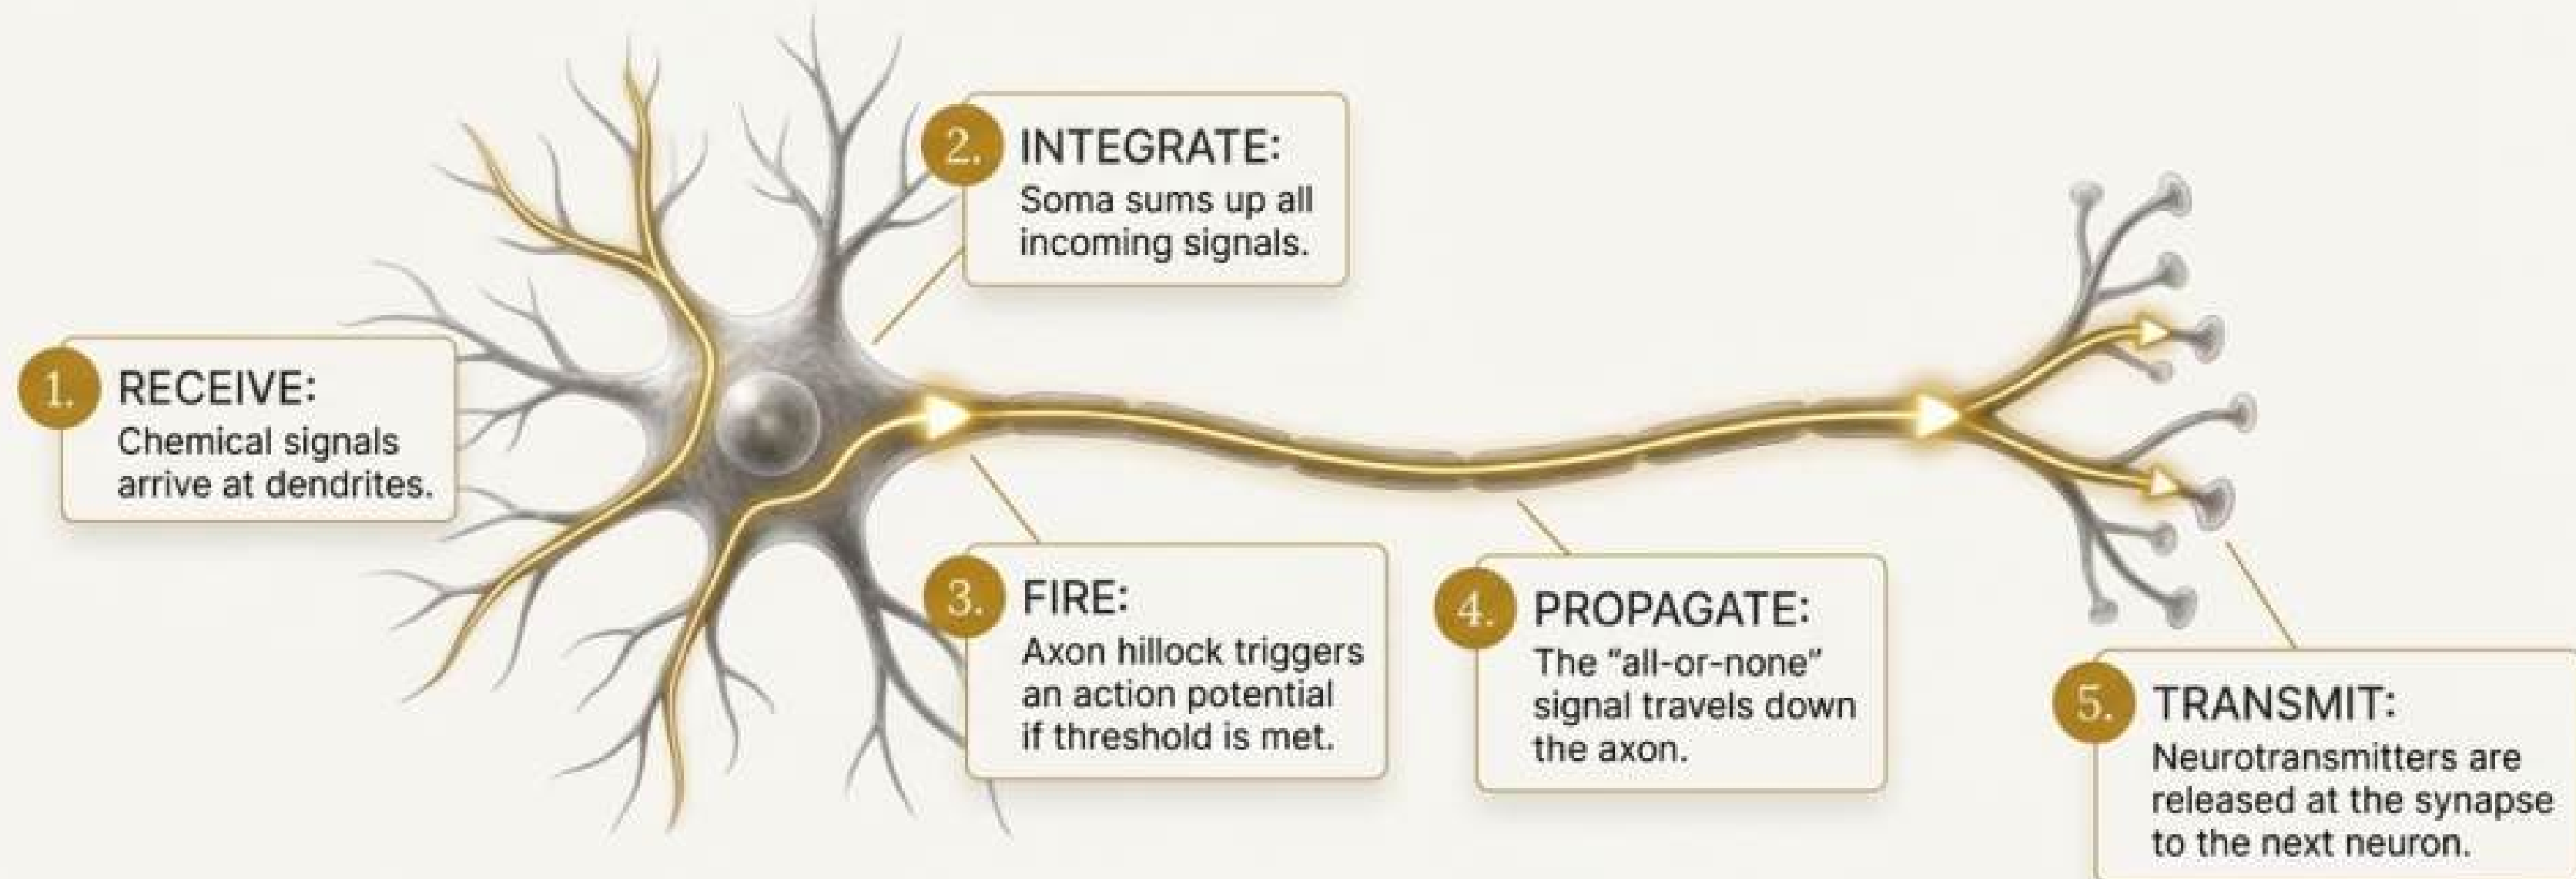 1. RECEIVE:
Chemical signals
arrive at dendrites.
2. INTEGRATE:
Soma sums up all
incoming signals.
3. FIRE:
Axon hillock triggers
an action potential
if threshold is met.
4. PROPAGATE:
The “all-or-none”
signal travels down
the axon.
5. TRANSMIT:
Neurotransmitters are
released at the synapse
to the next neuron.